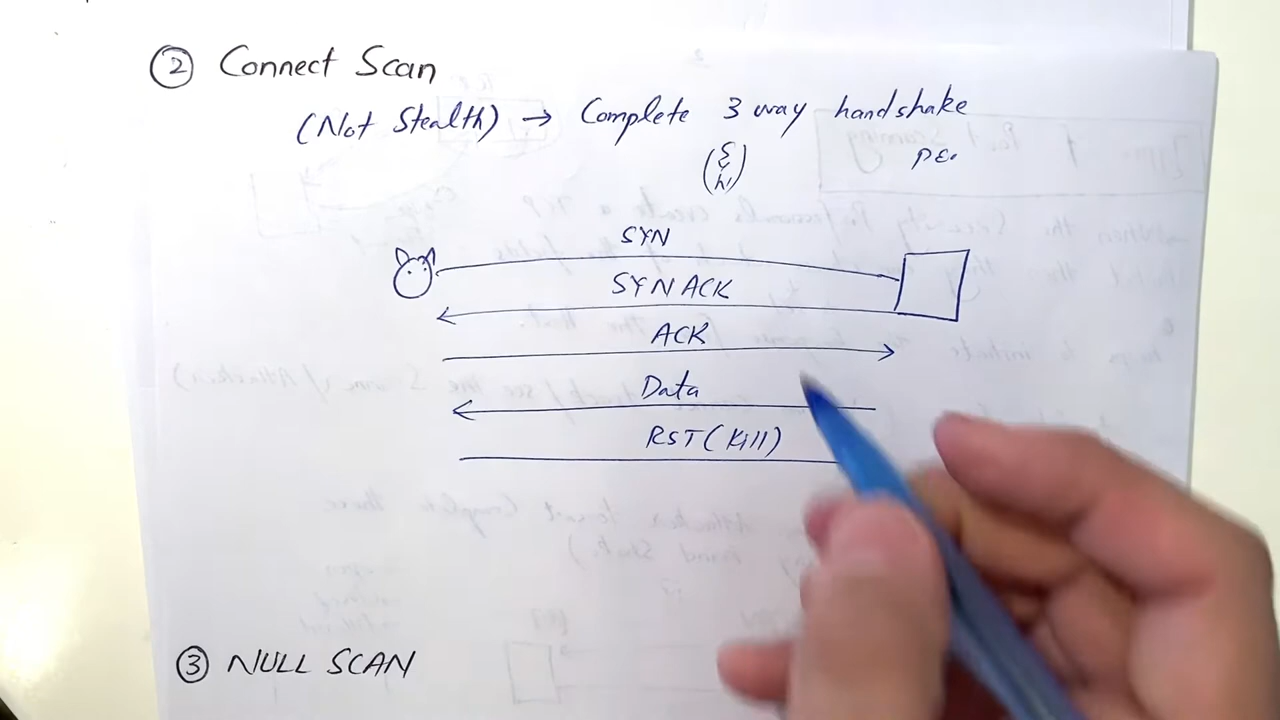 ② Connect Scan
(Not Stealth) → Complete 3 way handshake
SYN
SYN ACK
ACK
Data
RST (Kill)
③ NULL SCAN